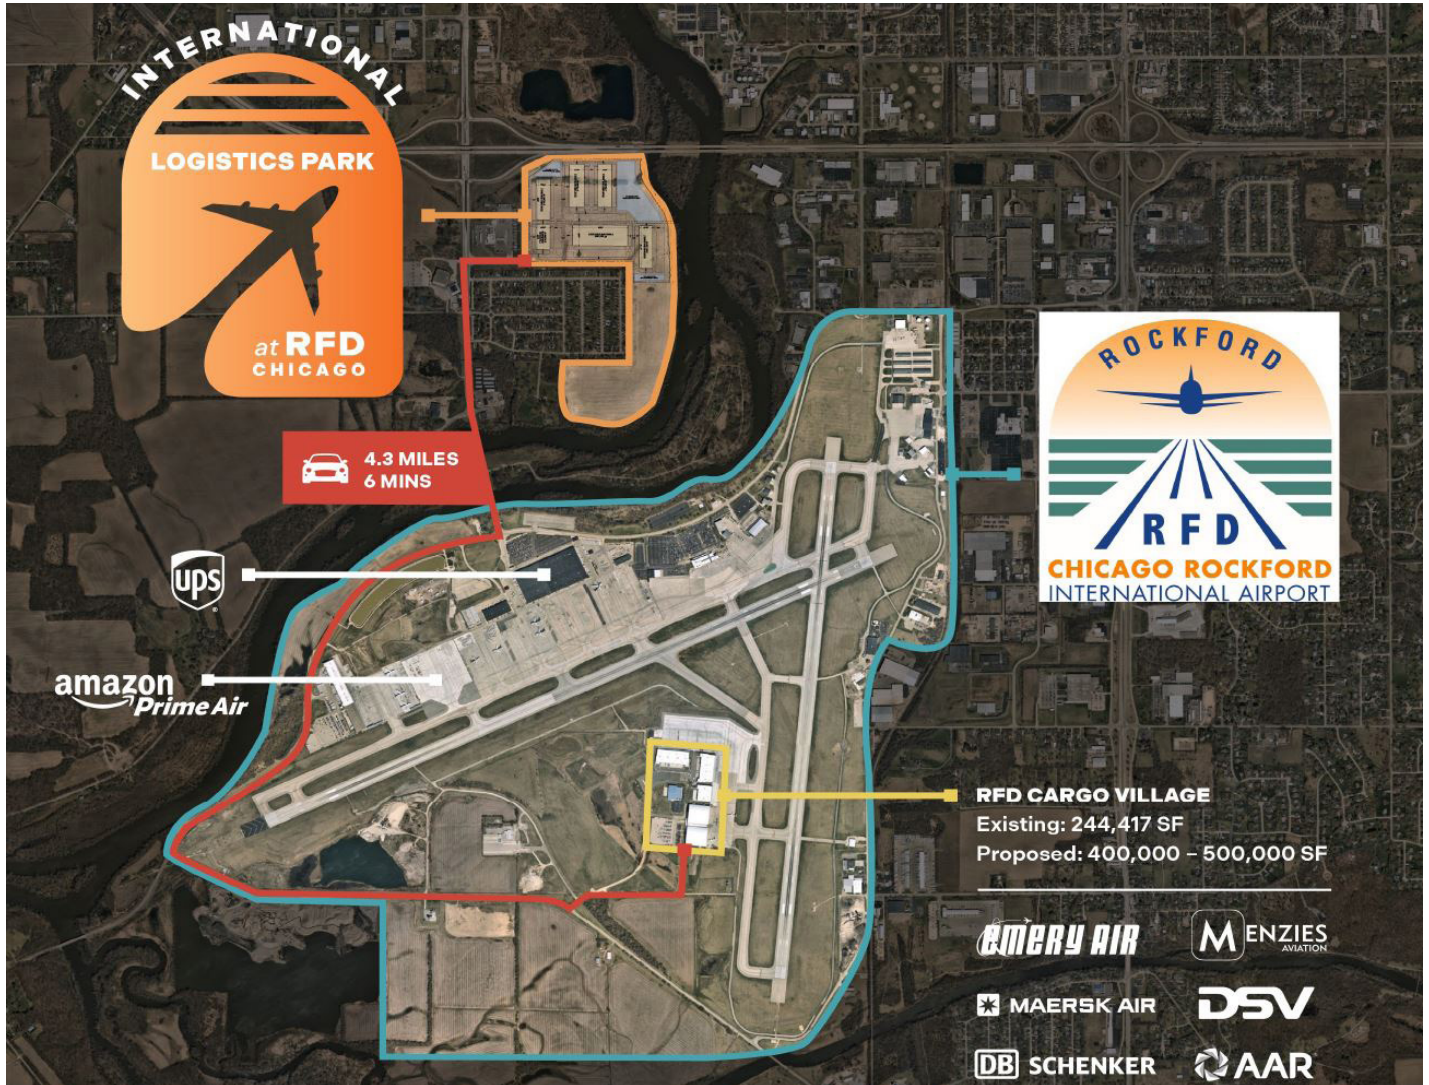 INTERNATIONAL
LOGISTICS PARK
at RFD
CHICAGO
4.3 MILES
6 MINS
ups
amazon
Prime Air
ROCKFORD
RFD
CHICAGO ROCKFORD
INTERNATIONAL AIRPORT
RFD CARGO VILLAGE
Existing: 244,417 SF
Proposed: 400,000 – 500,000 SF
EMERY AIR
MENZIES
AVIATION
MAERSK AIR
DSV
DB SCHENKER
AAR